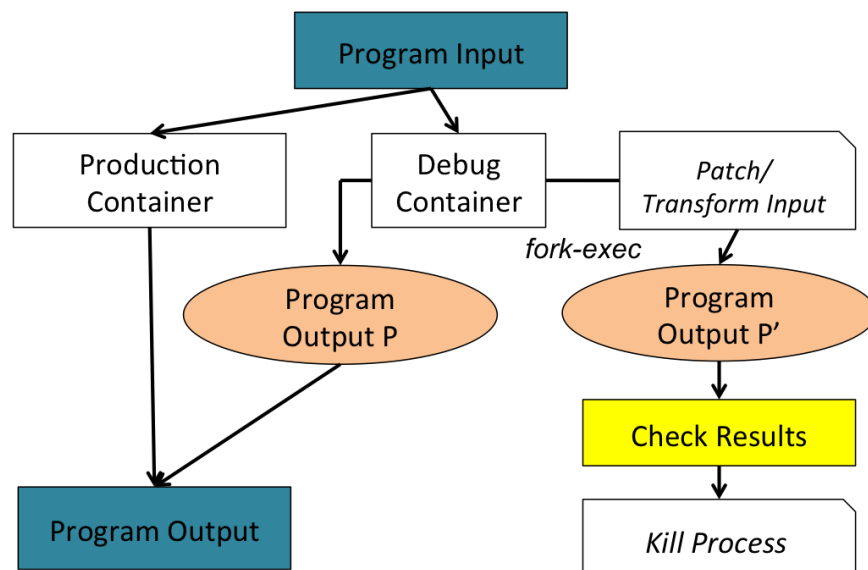 Program Input
Production
Container
Debug
Container
Patch/
Transform Input
fork-exec
Program
Output P
Program
Output P’
Check Results
Program Output
Kill Process